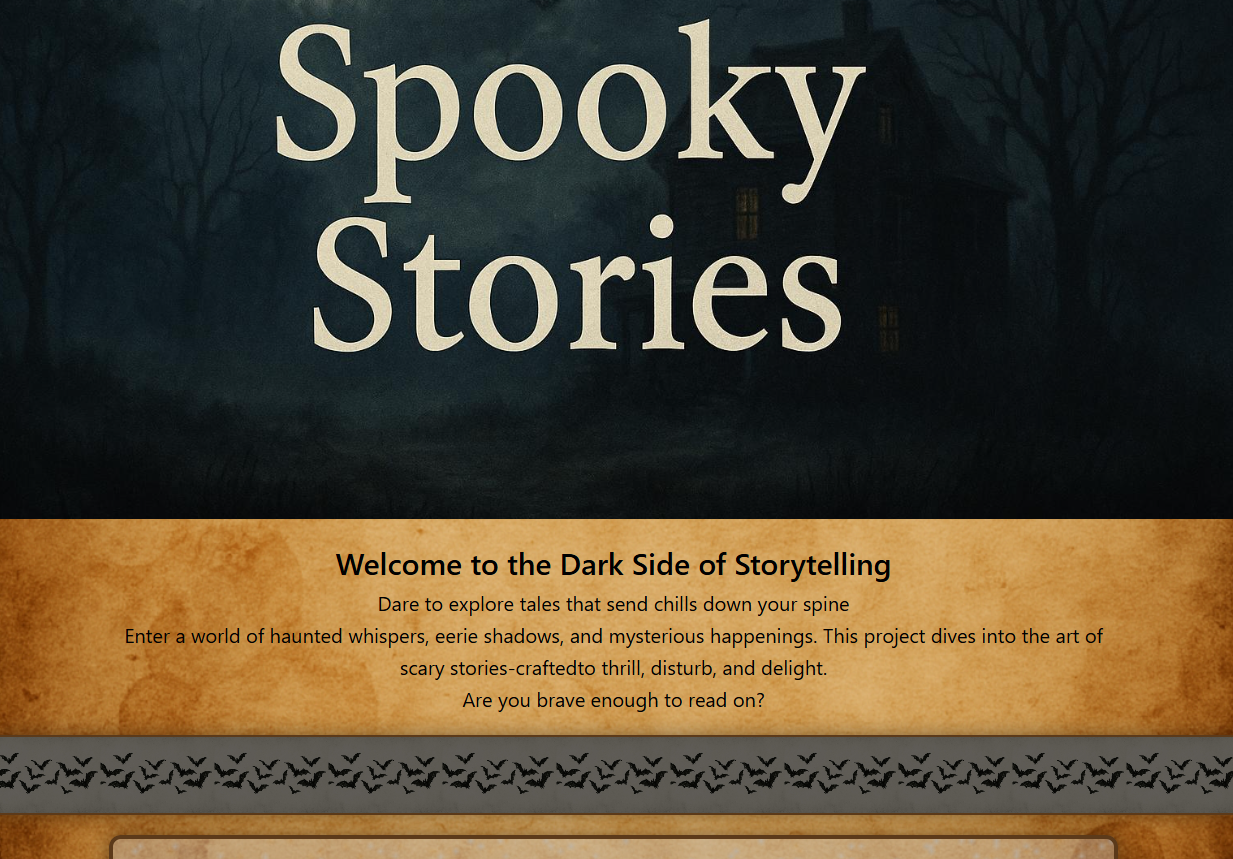 Spooky
Stories
Welcome to the Dark Side of Storytelling
Dare to explore tales that send chills down your spine
Enter a world of haunted whispers, eerie shadows, and mysterious happenings. This project dives into the art of
scary stories-craftedto thrill, disturb, and delight.
Are you brave enough to read on?